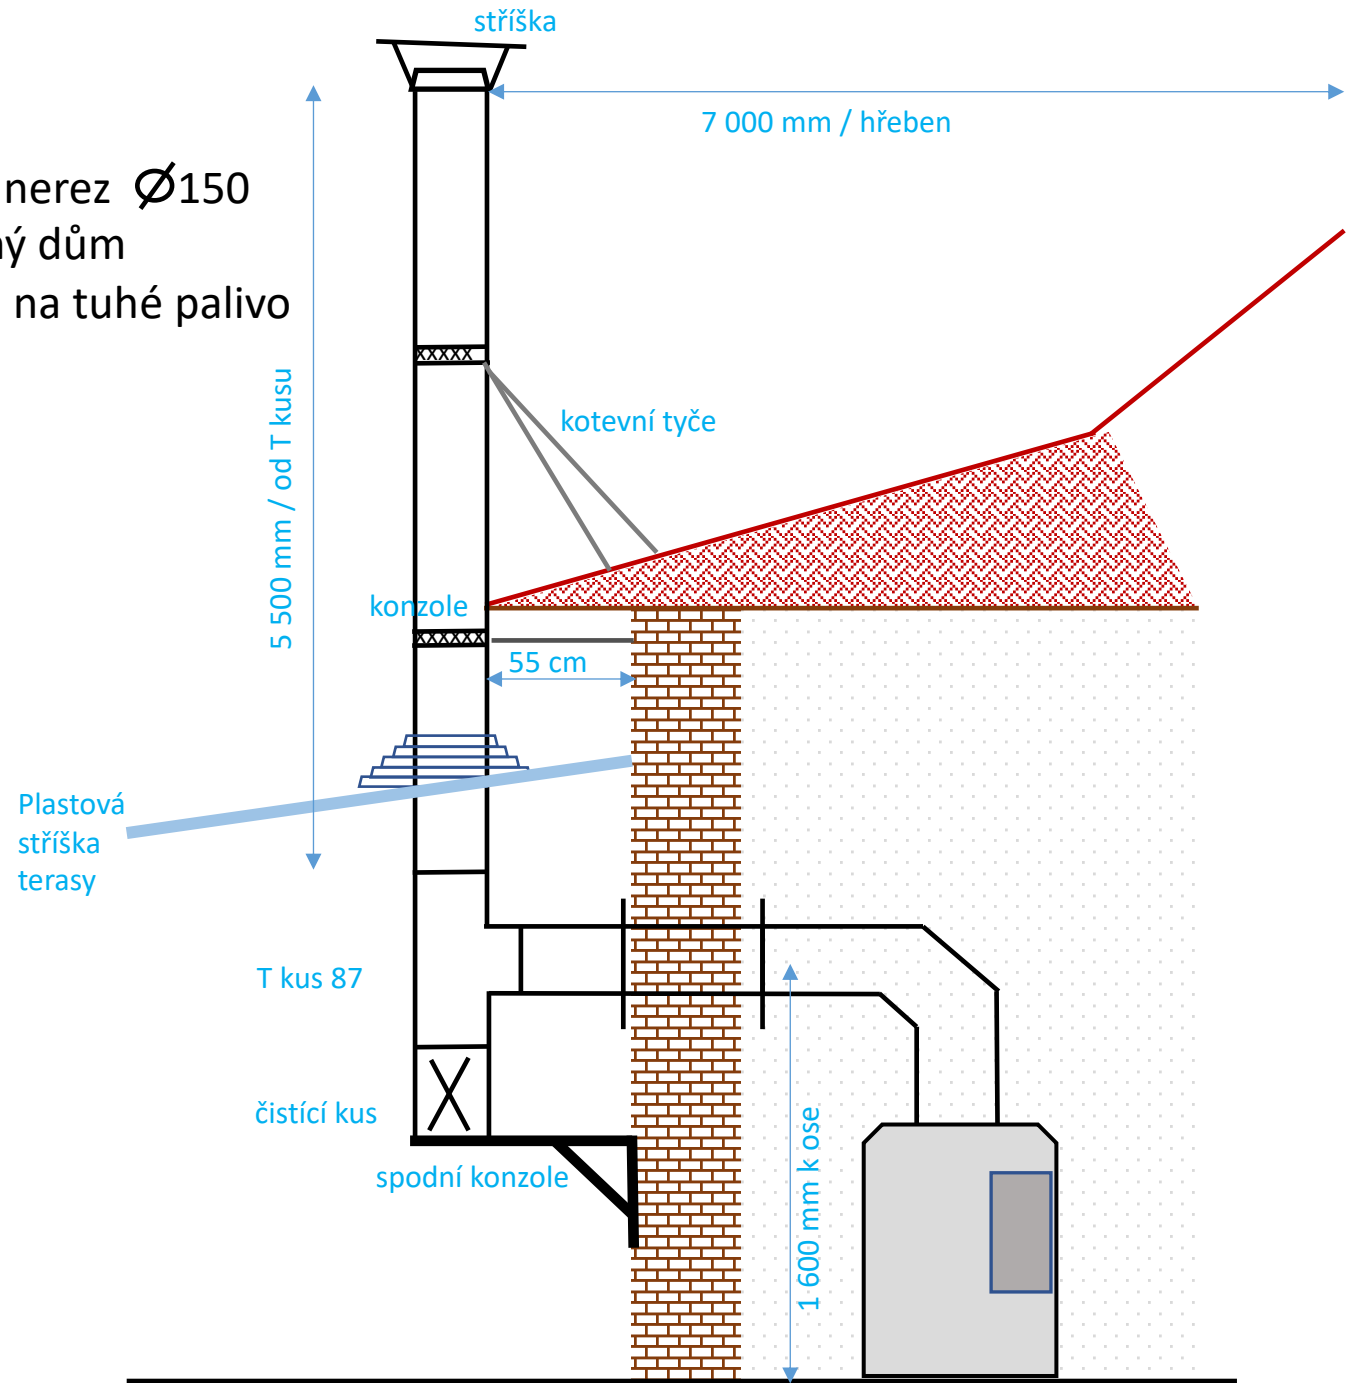 stříška
7 000 mm / hřeben
nerez Ø150
ý dům
na tuhé palivo
5 500 mm / od T kusu
kotevní tyče
konzole
55 cm
Plastová
stříška
terasy
T kus 87
čistící kus
spodní konzole
1 600 mm k ose